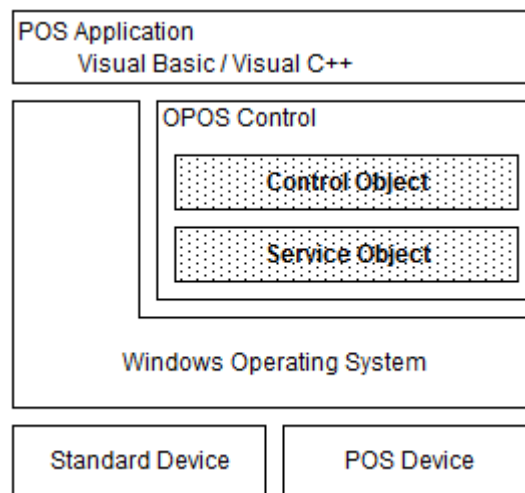 POS Application
Visual Basic / Visual C++
OPOS Control
Control Object
Service Object
Windows Operating System
Standard Device
POS Device